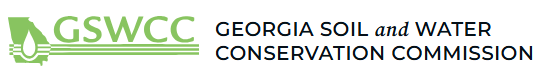 GSWCC
GEORGIA SOIL and WATER
CONSERVATION COMMISSION